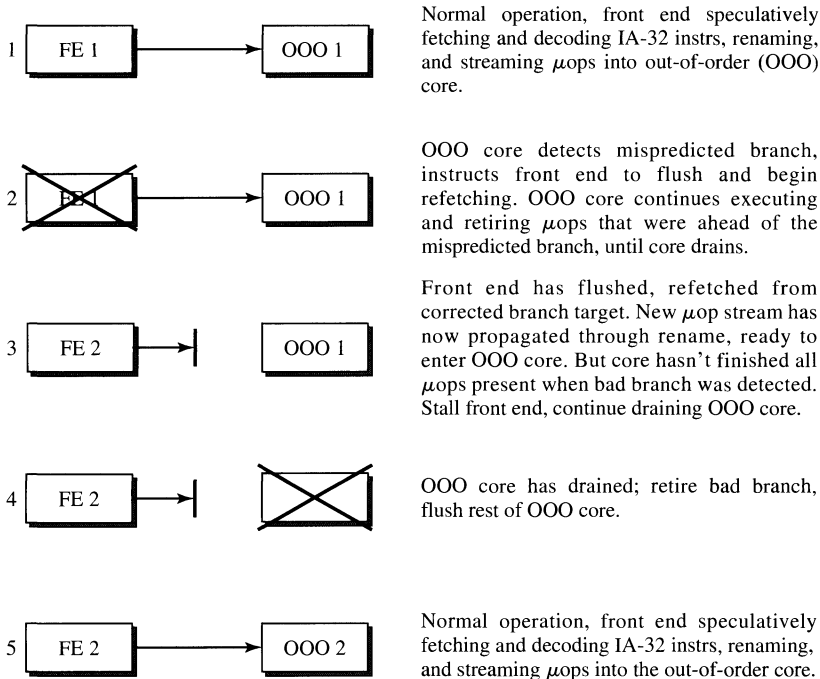 1
FE 1
OOO 1
Normal operation, front end speculatively
fetching and decoding IA-32 instrs, renaming,
and streaming μops into out-of-order (OOO)
core.
2
FE 1
OOO 1
OOO core detects mispredicted branch,
instructs front end to flush and begin
refetching. OOO core continues executing
and retiring μops that were ahead of the
mispredicted branch, until core drains.
3
FE 2
OOO 1
Front end has flushed, refetched from
corrected branch target. New μop stream has
now propagated through rename, ready to
enter OOO core. But core hasn't finished all
μops present when bad branch was detected.
Stall front end, continue draining OOO core.
4
FE 2
OOO core has drained; retire bad branch,
flush rest of OOO core.
5
FE 2
OOO 2
Normal operation, front end speculatively
fetching and decoding IA-32 instrs, renaming,
and streaming μops into the out-of-order core.